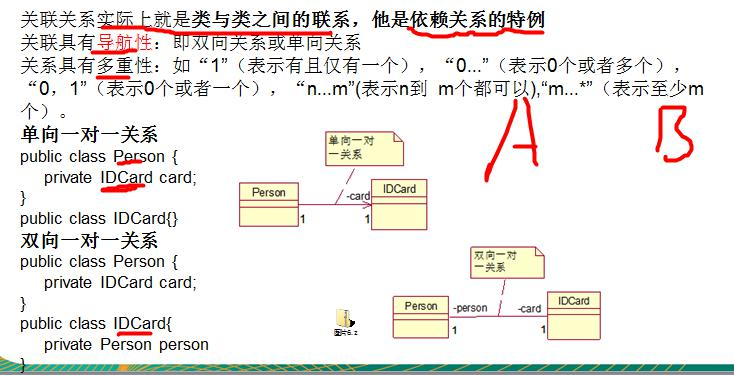 关联关系实际上就是类与类之间的联系，他是依赖关系的特例
关联具有导航性：即双向关系或单向关系
关系具有多重性：如“1”（表示有且仅有一个），“0...”（表示0个或者多个），
“0，1”（表示0个或者一个），“n...m”(表示n到 m个都可以),“m...*”（表示至少m
个）。
A
B
单向一对一关系
public class Person {
private IDCard card;
}
public class IDCard{}
单向一对
一关系
Person
-card
IDCard
1
1
双向一对一关系
public class Person {
private IDCard card;
}
public class IDCard{
private Person person
}
双向一对
一关系
Person
-person
-card
IDCard
1
1
图片6.z